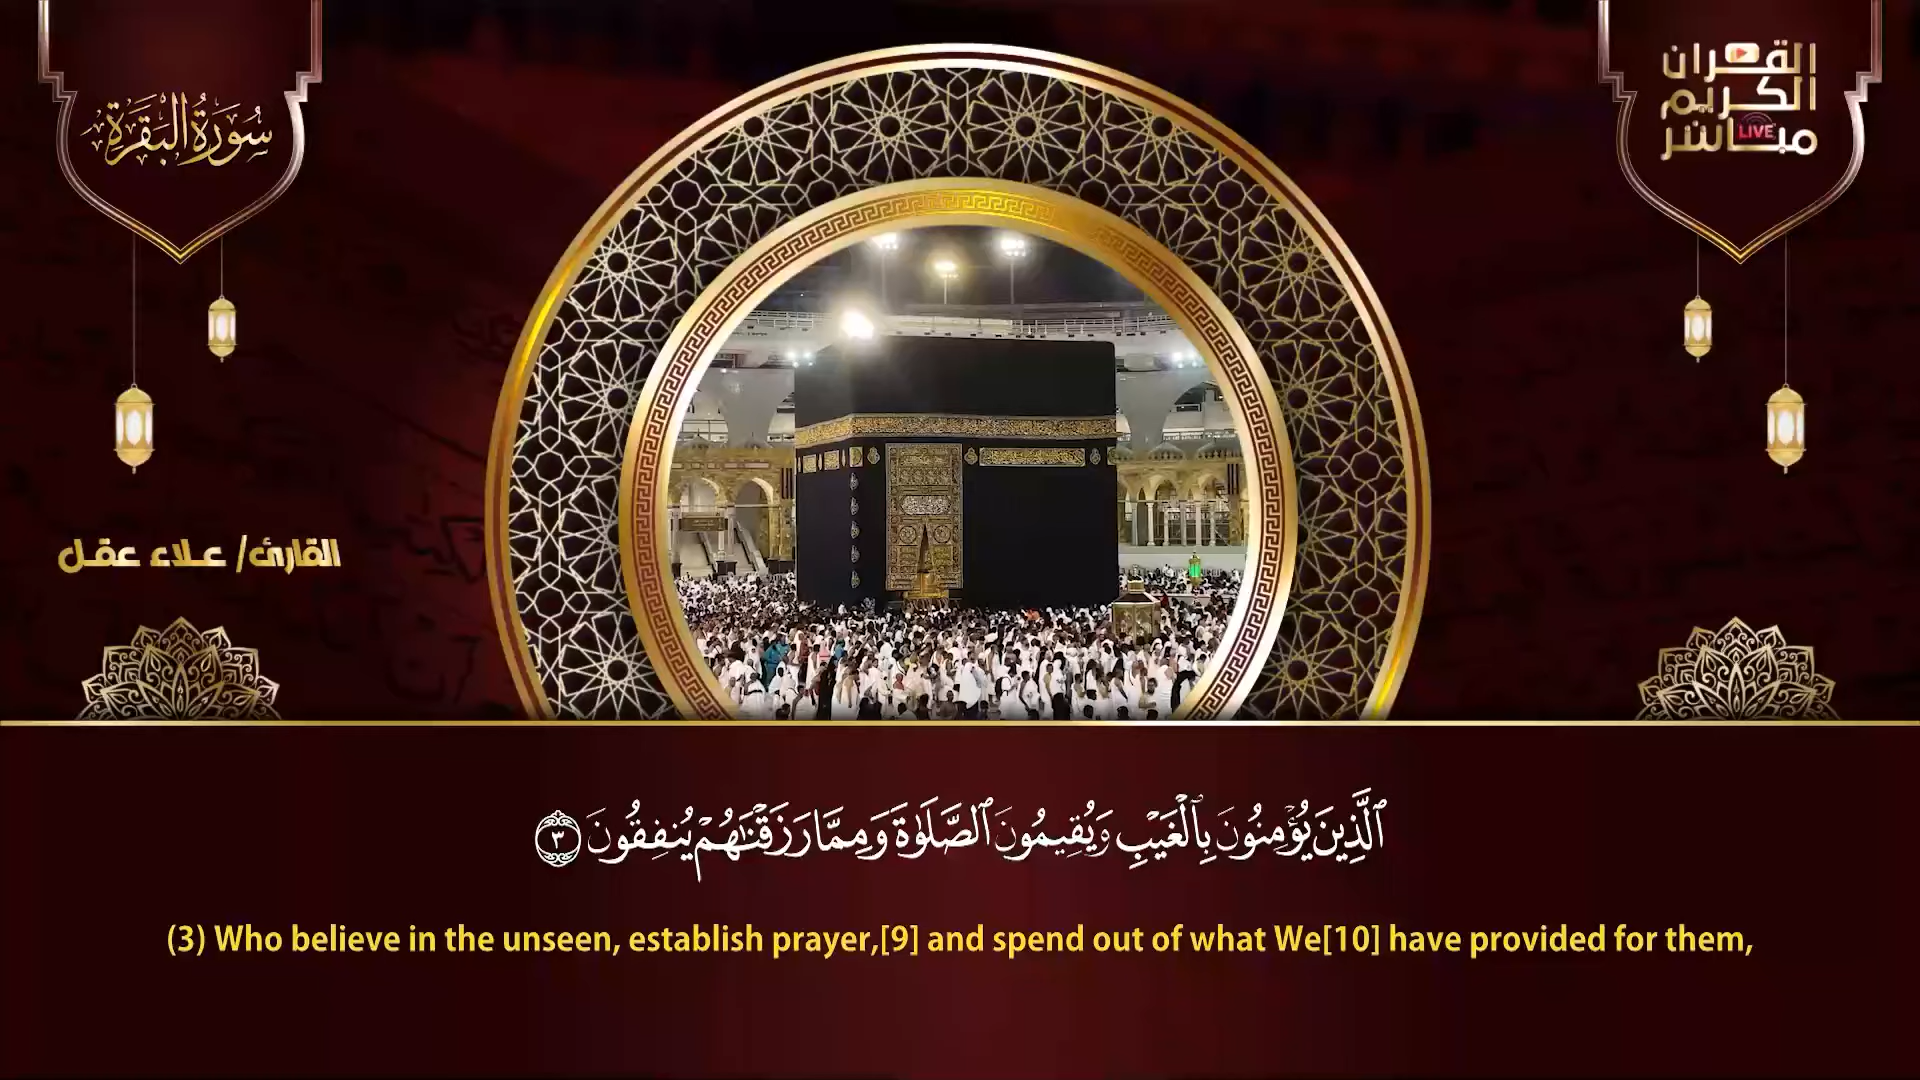 سُورَةُ البَقَرَةِ
القرآن
الكريم
مباشر
LIVE
القارئ/ علاء عقل
ٱلَّذِينَ يُؤْمِنُونَ بِٱلْغَيْبِ وَيُقِيمُونَ ٱلصَّلَوٰةَ وَمِمَّا رَزَقْنَٰهُمْ يُنفِقُونَ ٣
(3) Who believe in the unseen, establish prayer,[9] and spend out of what We[10] have provided for them,